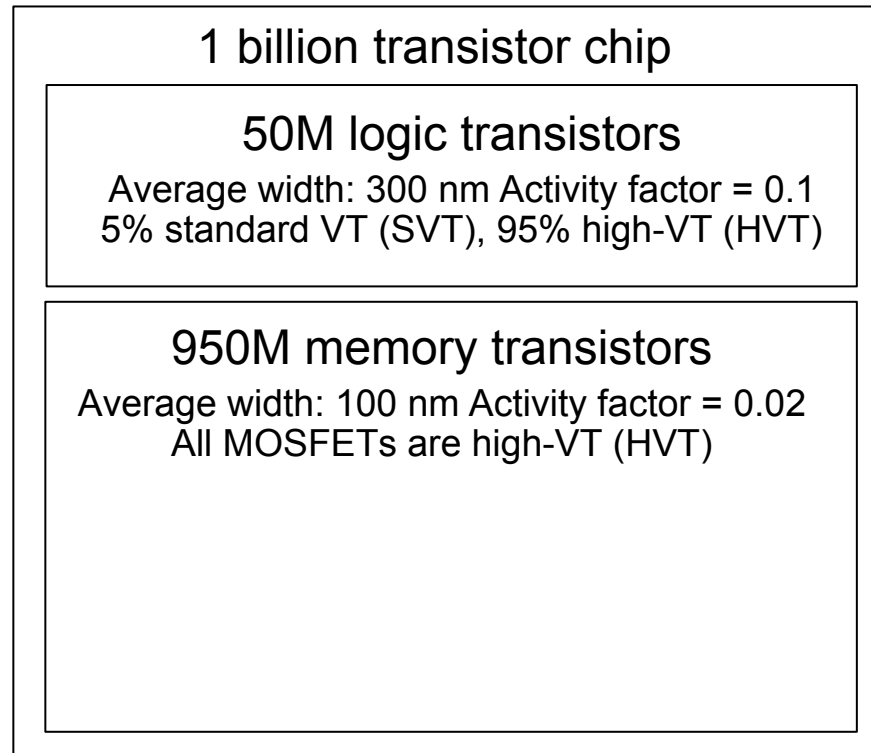 1 billion transistor chip
50M logic transistors
Average width: 300 nm Activity factor = 0.1
5% standard VT (SVT), 95% high-VT (HVT)
950M memory transistors
Average width: 100 nm Activity factor = 0.02
All MOSFETs are high-VT (HVT)